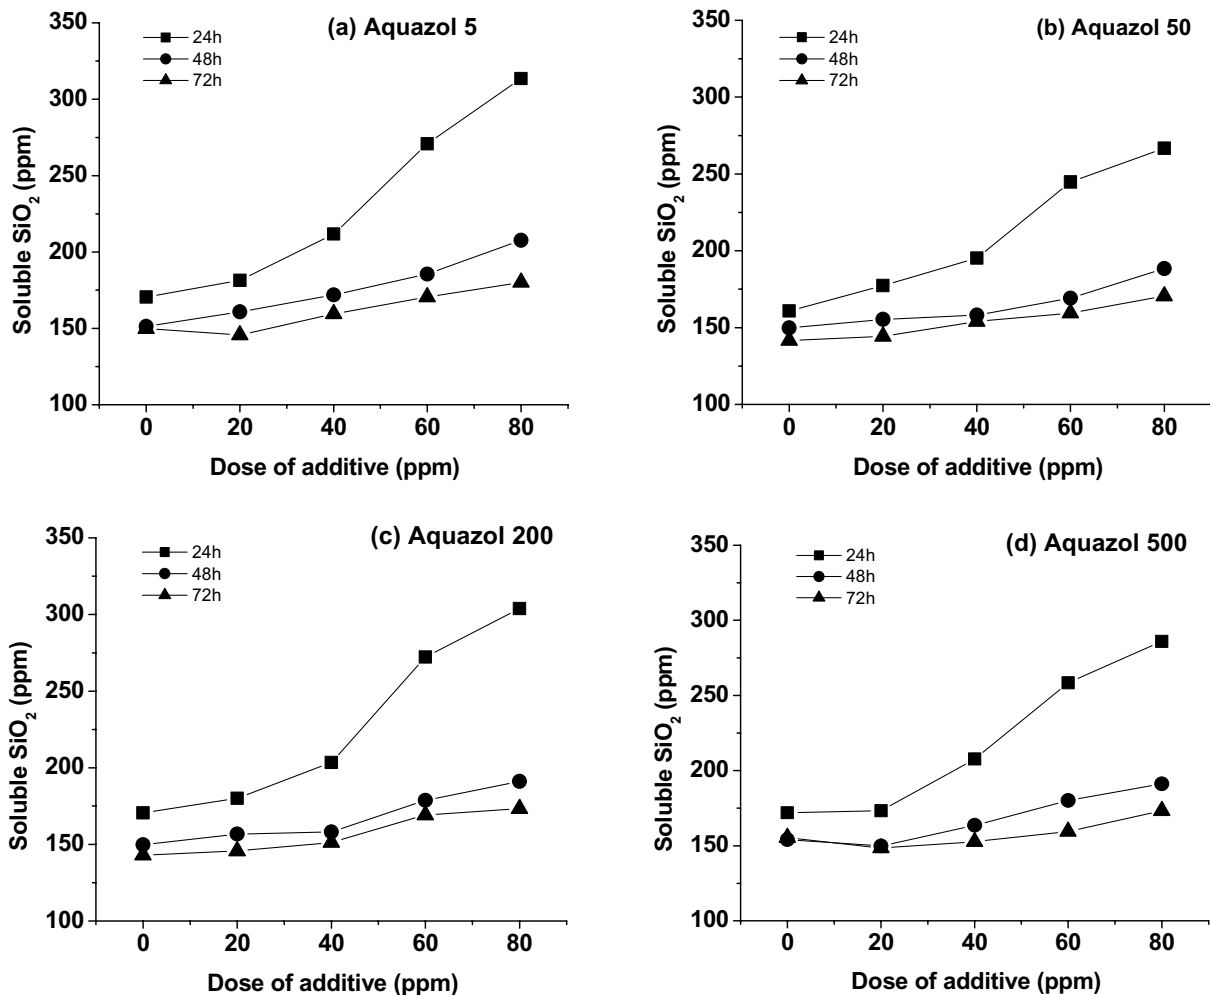 (a) Aquazol 5
24h
48h
72h
350
300
250
200
150
100
Soluble SiO₂ (ppm)
0 20 40 60 80
Dose of additive (ppm)
(b) Aquazol 50
24h
48h
72h
350
300
250
200
150
100
Soluble SiO₂ (ppm)
0 20 40 60 80
Dose of additive (ppm)
(c) Aquazol 200
24h
48h
72h
350
300
250
200
150
100
Soluble SiO₂ (ppm)
0 20 40 60 80
Dose of additive (ppm)
(d) Aquazol 500
24h
48h
72h
350
300
250
200
150
100
Soluble SiO₂ (ppm)
0 20 40 60 80
Dose of additive (ppm)